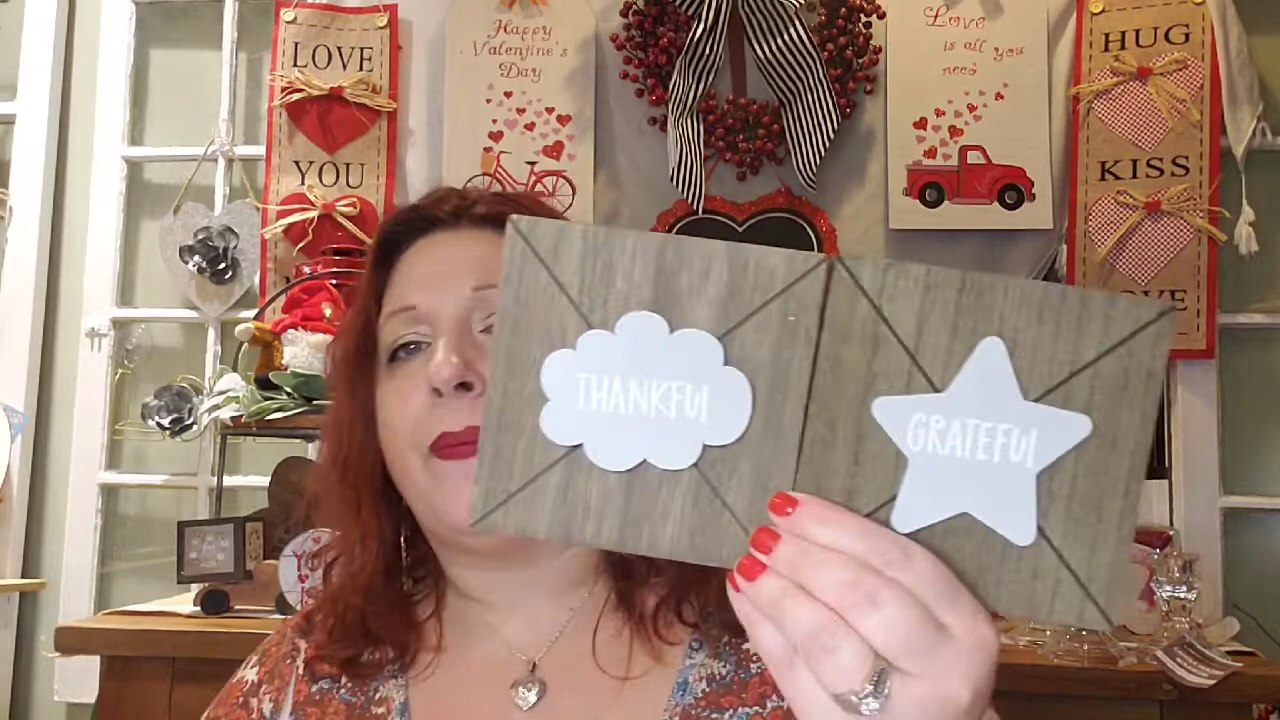 LOVE
YOU
Happy
Valentine's
Day
Love
is all you
need
HUG
KISS
THANKFUL
GRATEFUL